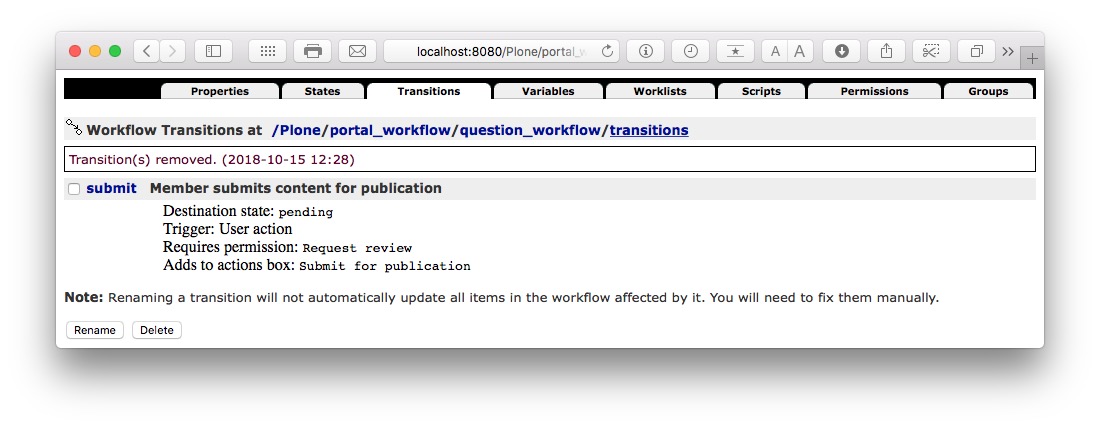 localhost:8080/Plone/portal_w
A A
Properties States Transitions Variables Worklists Scripts Permissions Groups
Workflow Transitions at /Plone/portal_workflow/question_workflow/transitions
Transition(s) removed. (2018-10-15 12:28)
submit Member submits content for publication
Destination state: pending
Trigger: User action
Requires permission: Request review
Adds to actions box: Submit for publication
Note: Renaming a transition will not automatically update all items in the workflow affected by it. You will need to fix them manually.
Rename Delete